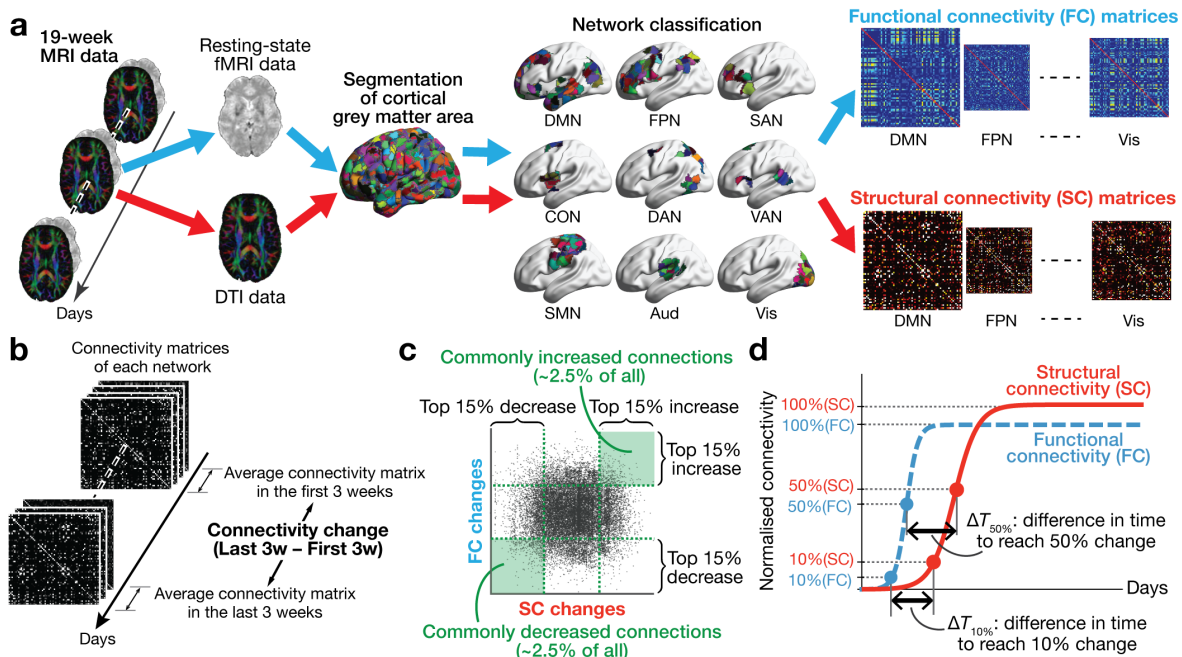 a
19-week
MRI data
Days
Resting-state
fMRI data
DTI data
Segmentation
of cortical
grey matter area
Network classification
DMN
FPN
SAN
CON
DAN
VAN
SMN
Aud
Vis
Functional connectivity (FC) matrices
DMN
FPN
Vis
Structural connectivity (SC) matrices
DMN
FPN
Vis
b
Connectivity matrices
of each network
Average connectivity matrix
in the first 3 weeks
Connectivity change
(Last 3w – First 3w)
Average connectivity matrix
in the last 3 weeks
Days
c
Commonly increased connections
(~2.5% of all)
Top 15% decrease
Top 15% increase
Top 15%
increase
Top 15%
decrease
FC changes
SC changes
Commonly decreased connections
(~2.5% of all)
d
Normalised connectivity
100%(SC)
100%(FC)
50%(SC)
50%(FC)
10%(SC)
10%(FC)
Structural
connectivity (SC)
Functional
connectivity (FC)
ΔT50%: difference in time
to reach 50% change
Days
ΔT10%: difference in time
to reach 10% change